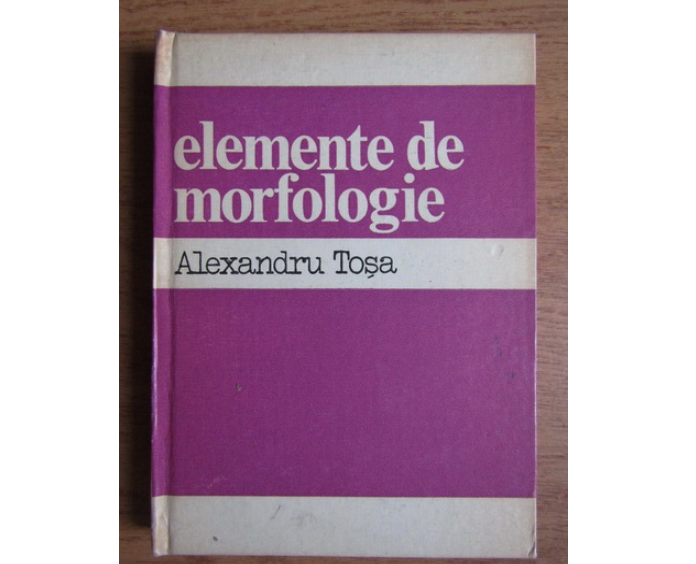 elemente de
morfologie
Alexandru Toșa